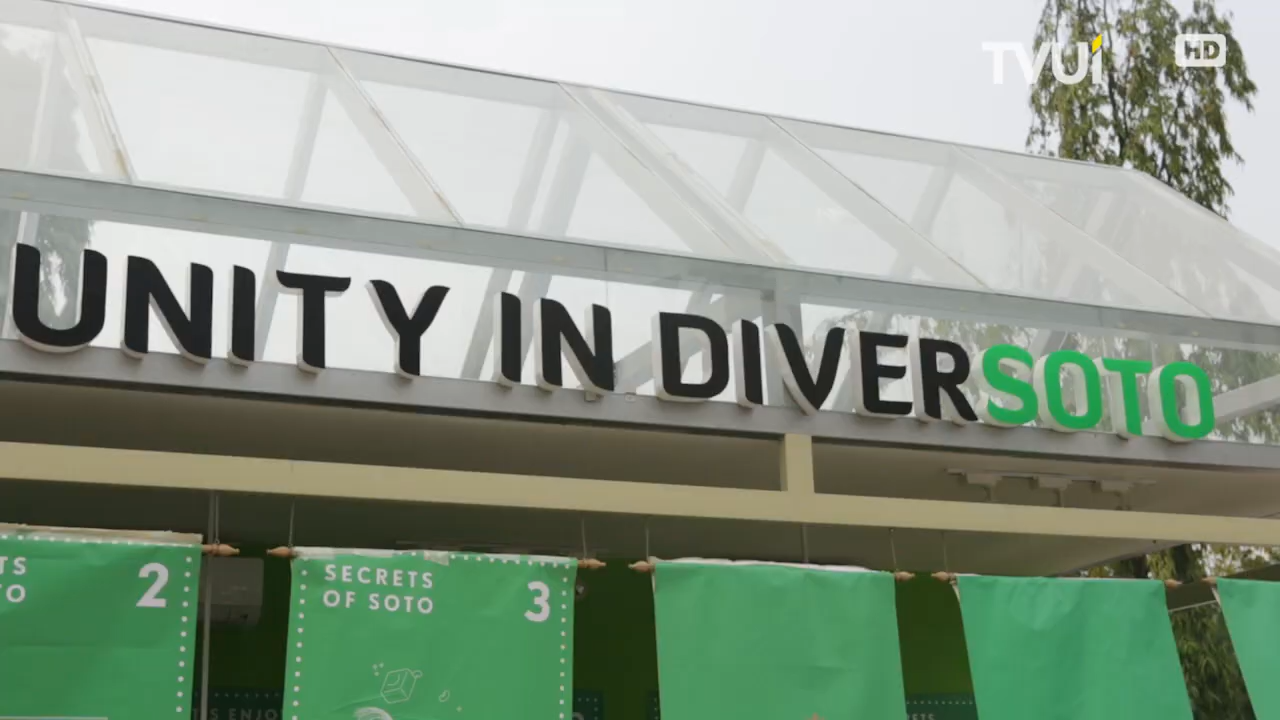 TVUi HD
UNITY IN DIVERSOTO
2
SECRETS
OF SOTO
3